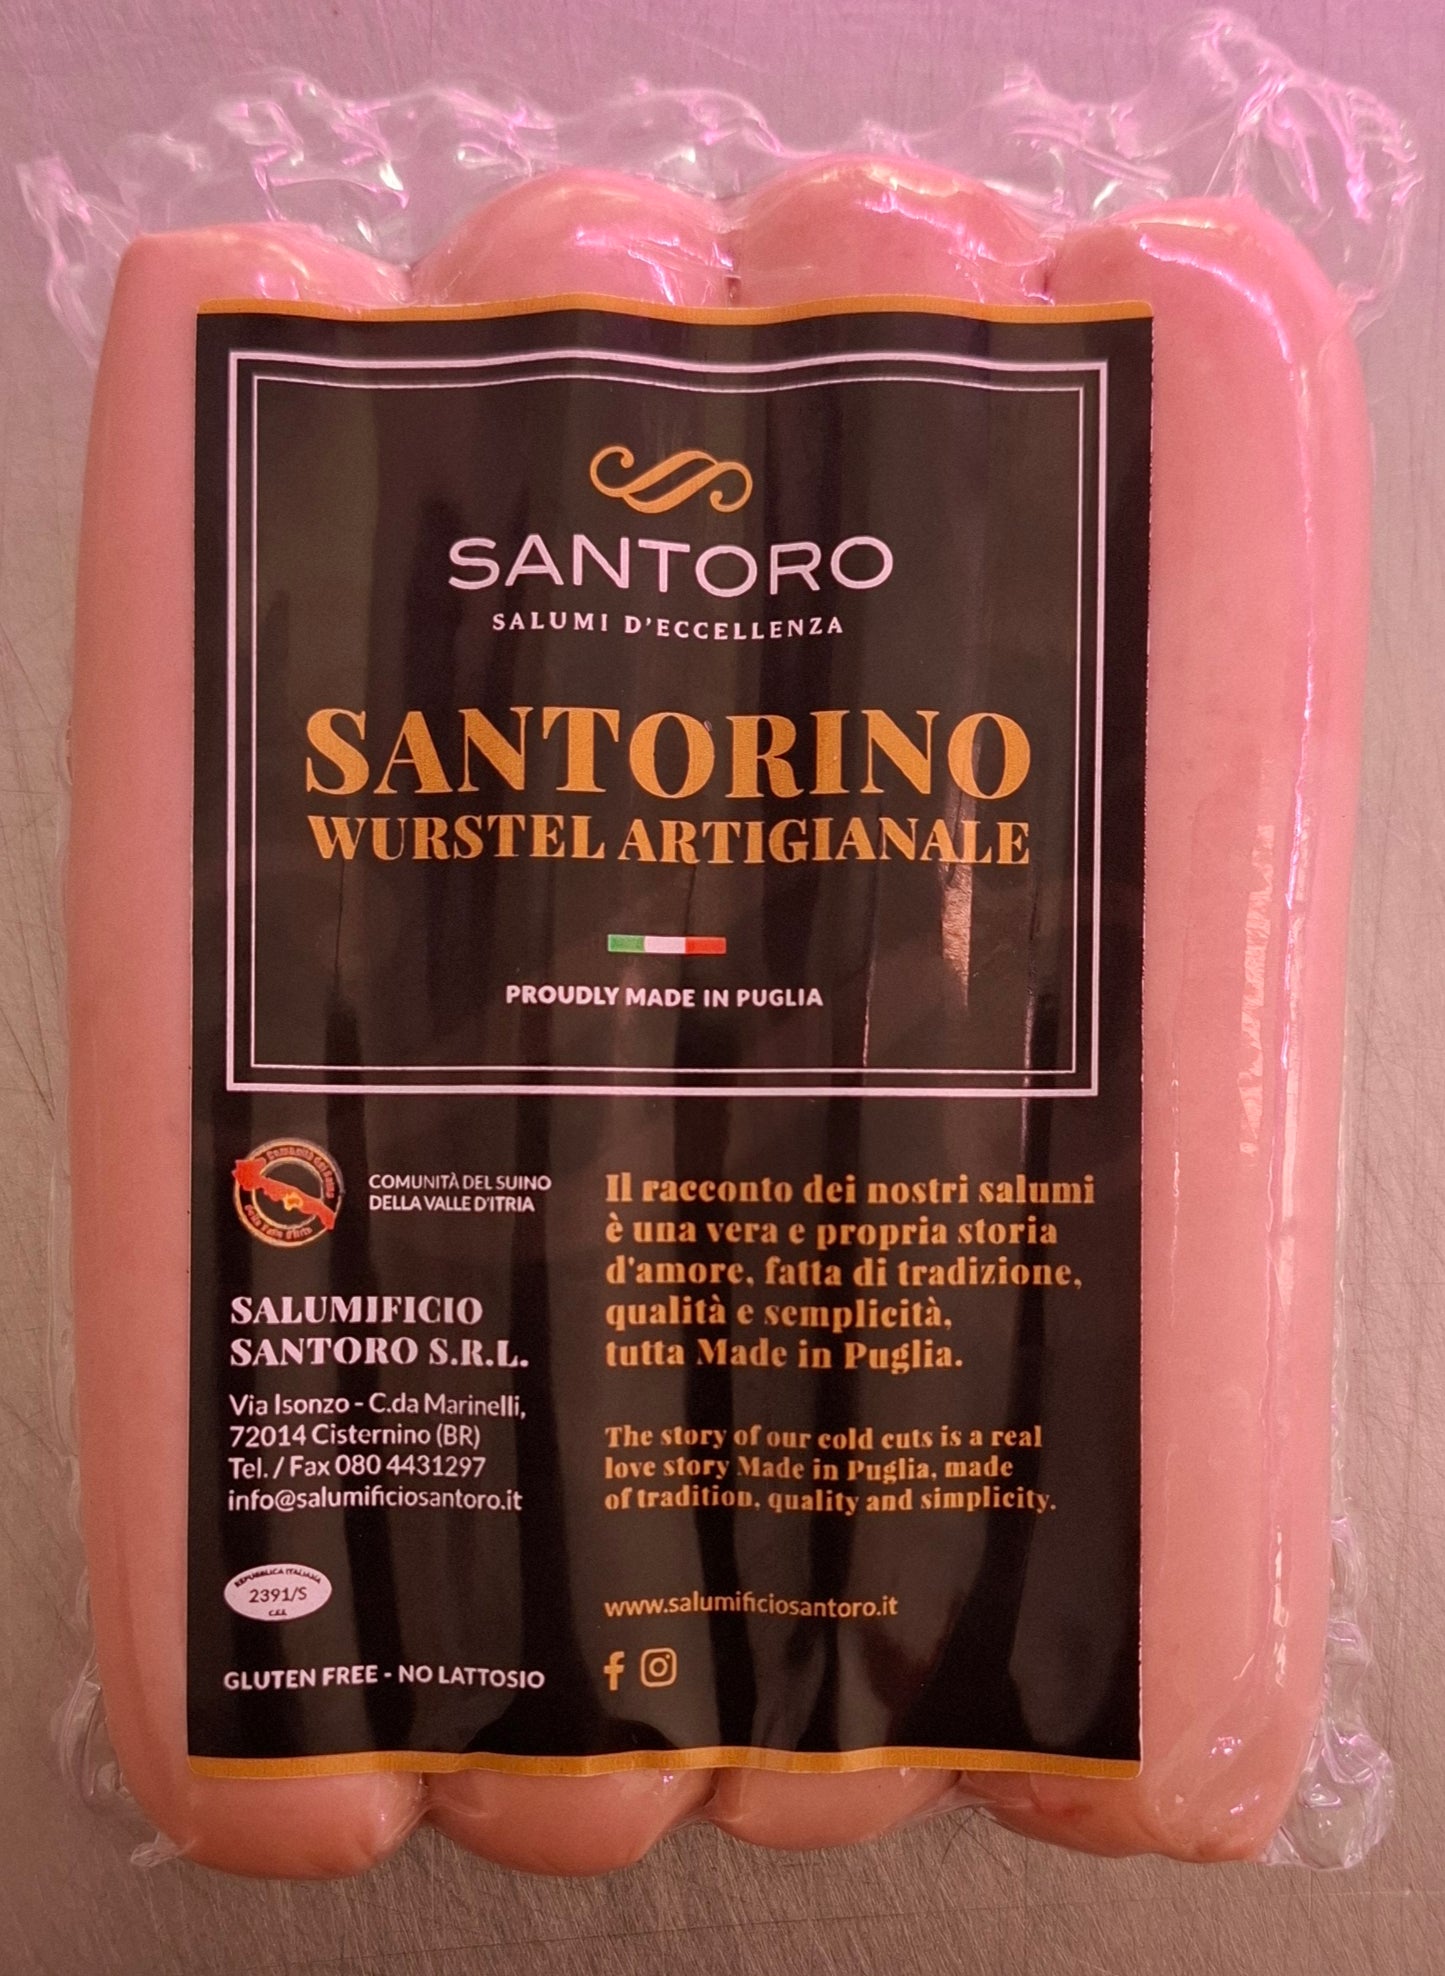 SANTORO
SALUMI D'ECCELLENZA
SANTORINO
WURSTEL ARTIGIANALE
PROUDLY MADE IN PUGLIA
COMUNITÀ DEL SUINO
DELLA VALLE D'ITRIA
SALUMIFICIO
SANTORO S.R.L.
Via Isonzo - C.da Marinelli,
72014 Cisternino (BR)
Tel. / Fax 080 4431297
info@salumificiosantoro.it
REPUBBLICA ITALIANA
2391/S
C.E.E.
GLUTEN FREE - NO LATTOSIO
Il racconto dei nostri salumi
è una vera e propria storia
d'amore, fatta di tradizione,
qualità e semplicità,
tutta Made in Puglia.
The story of our cold cuts is a real
love story Made in Puglia, made
of tradition, quality and simplicity.
www.salumificiosantoro.it